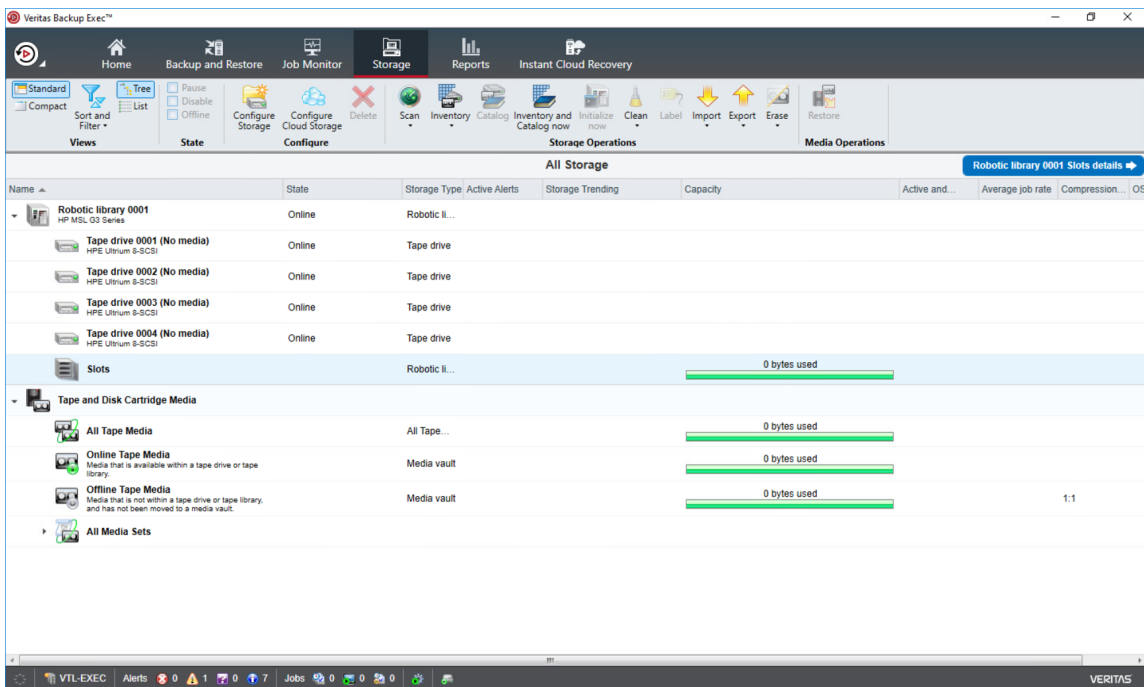 Veritas Backup Exec™
Home
Backup and Restore
Job Monitor
Storage
Reports
Instant Cloud Recovery
Standard
Compact
Sort and
Filter
Tree
List
Views
Pause
Disable
Offline
State
Configure
Storage
Configure
Cloud Storage
Delete
Configure
Scan
Inventory
Catalog
Inventory and
Catalog now
Initialize
now
Clean
Label
Import
Export
Erase
Storage Operations
Restore
Media Operations
All Storage
Robotic library 0001 Slots details
Name State Storage Type Active Alerts Storage Trending Capacity Active and... Average job rate Compression... OS
Robotic library 0001 Online Robotic li...
HP MSL G3 Series
Tape drive 0001 (No media) Online Tape drive
HPE Ultrium 8-SCSI
Tape drive 0002 (No media) Online Tape drive
HPE Ultrium 8-SCSI
Tape drive 0003 (No media) Online Tape drive
HPE Ultrium 8-SCSI
Tape drive 0004 (No media) Online Tape drive
HPE Ultrium 8-SCSI
Slots Robotic li... 0 bytes used
Tape and Disk Cartridge Media
All Tape Media All Tape... 0 bytes used
Online Tape Media Media vault 0 bytes used
Media that is available within a tape drive or tape
library.
Offline Tape Media Media vault 0 bytes used 1:1
Media that is not within a tape drive or tape library,
and has not been moved to a media vault.
All Media Sets
VTL-EXEC Alerts 0 1 0 7 Jobs 0 0 0 VERITAS